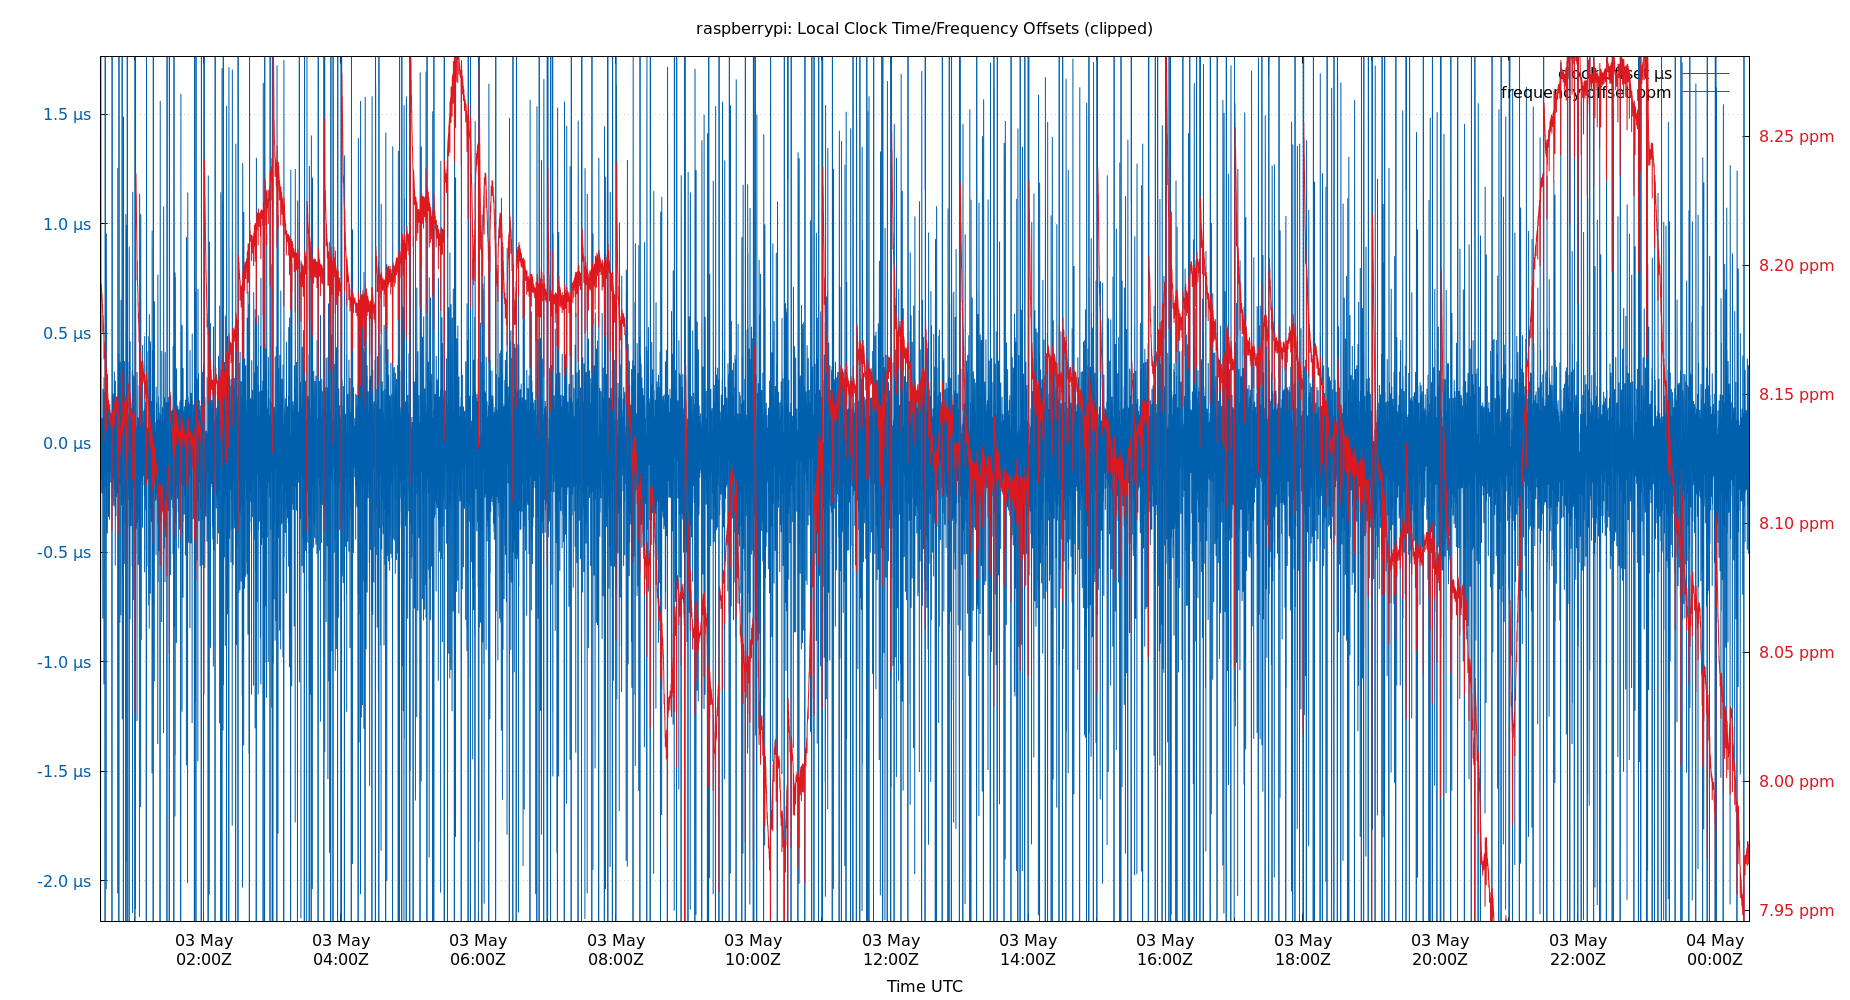 raspberrypi: Local Clock Time/Frequency Offsets (clipped)
clock offset µs
frequency offset ppm
1.5 µs
1.0 µs
0.5 µs
0.0 µs
-0.5 µs
-1.0 µs
-1.5 µs
-2.0 µs
8.25 ppm
8.20 ppm
8.15 ppm
8.10 ppm
8.05 ppm
8.00 ppm
7.95 ppm
03 May 03 May 03 May 03 May 03 May 03 May 03 May 03 May 03 May 03 May 03 May 04 May
02:00Z 04:00Z 06:00Z 08:00Z 10:00Z 12:00Z 14:00Z 16:00Z 18:00Z 20:00Z 22:00Z 00:00Z
Time UTC